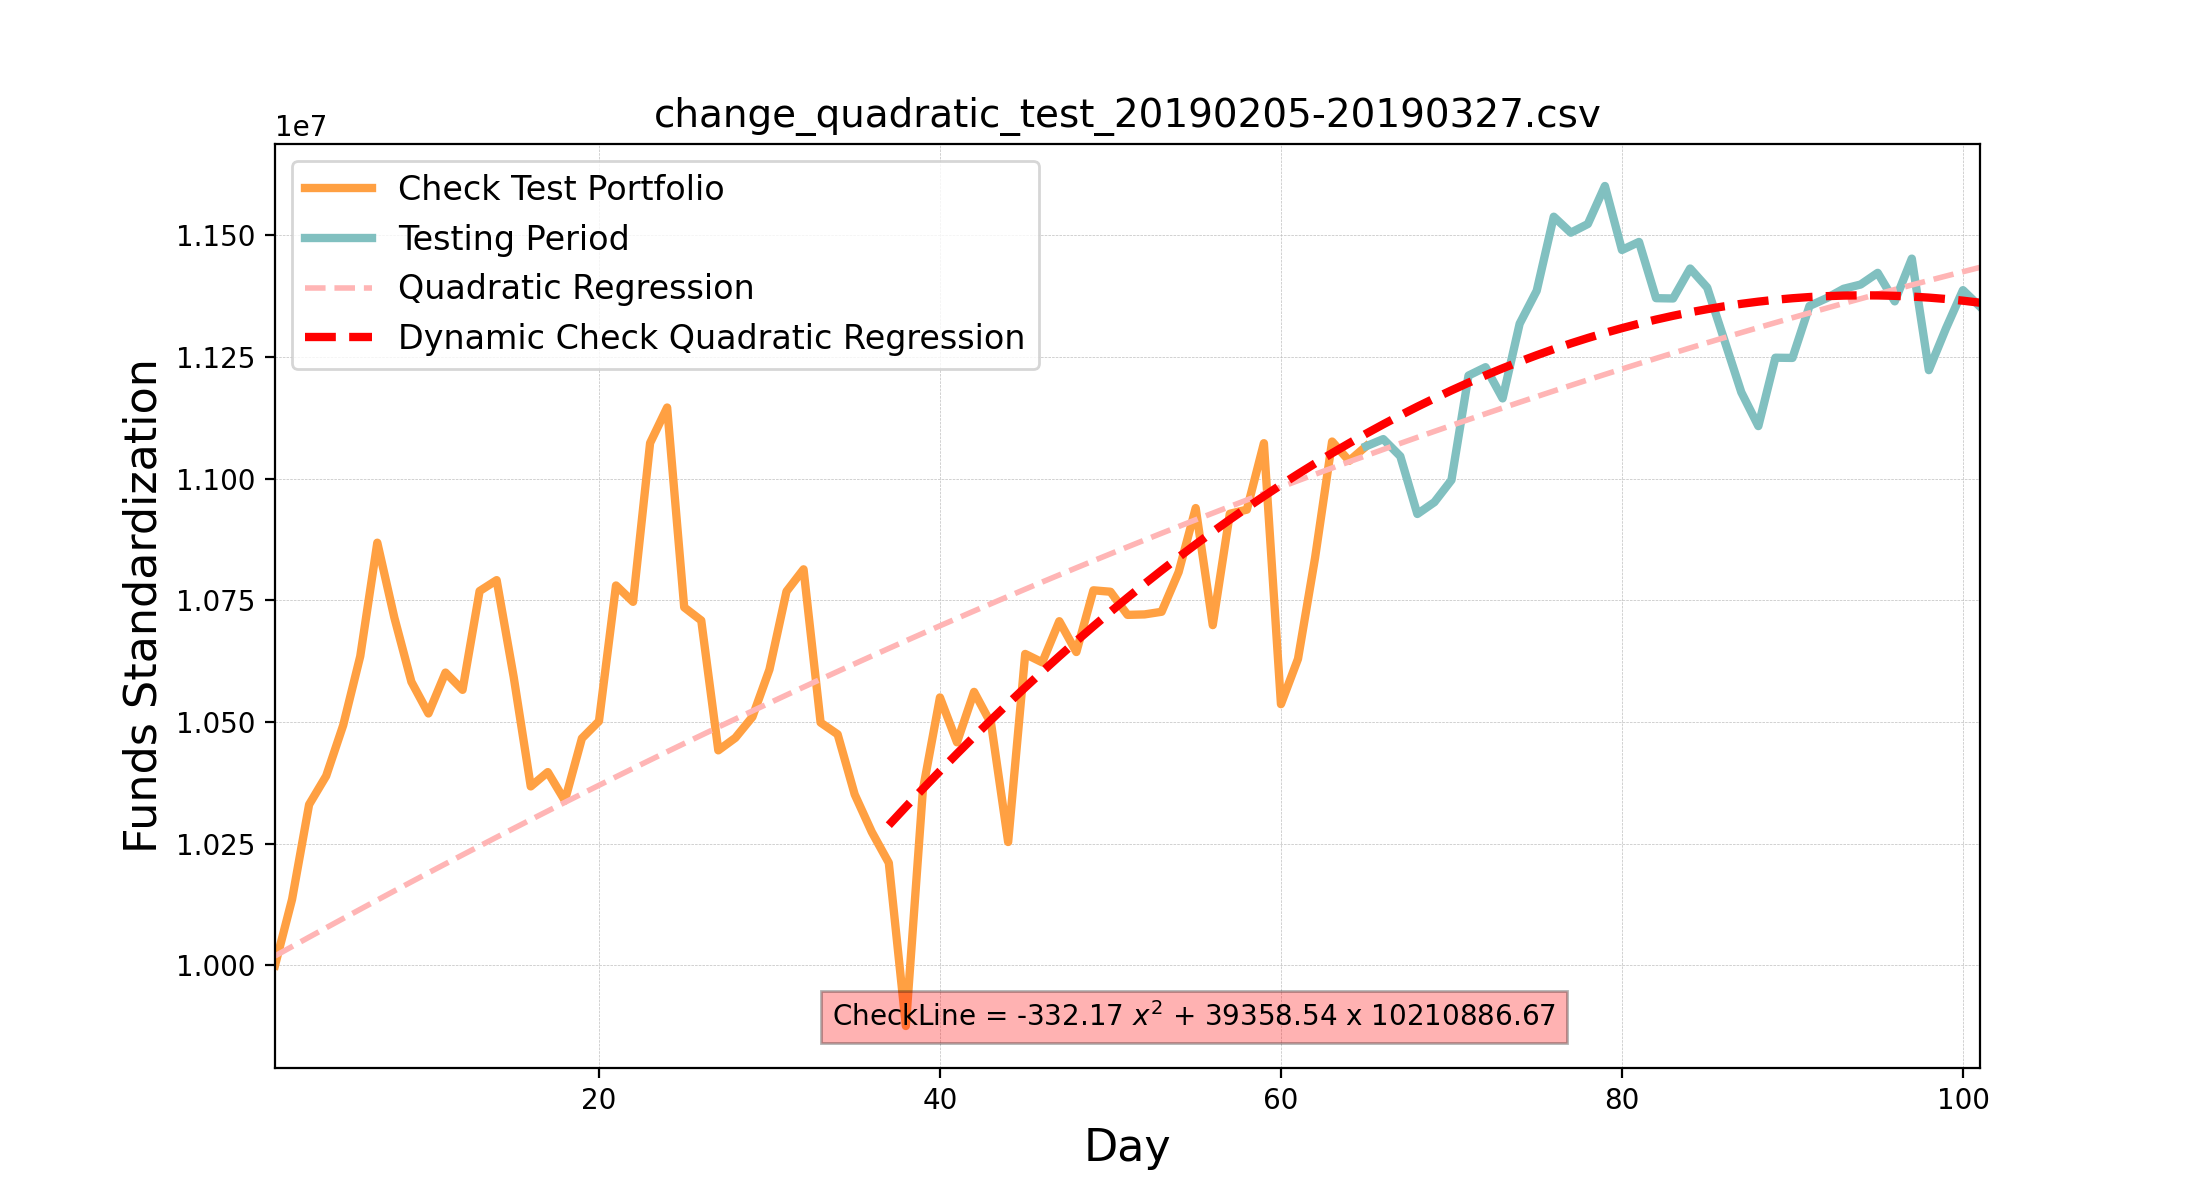 change_quadratic_test_20190205-20190327.csv
1e7
Check Test Portfolio
Testing Period
Quadratic Regression
Dynamic Check Quadratic Regression
Funds Standardization
1.150
1.125
1.100
1.075
1.050
1.025
1.000
CheckLine = -332.17 x² + 39358.54 x 10210886.67
20 40 60 80 100
Day